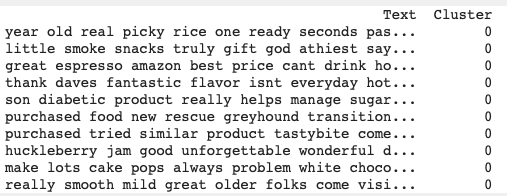 Text Cluster
year old real picky rice one ready seconds pas... 0
little smoke snacks truly gift god athiest say... 0
great espresso amazon best price cant drink ho... 0
thank daves fantastic flavor isnt everyday hot... 0
son diabetic product really helps manage sugar... 0
purchased food new rescue greyhound transition... 0
purchased tried similar product tastybite come... 0
huckleberry jam good unforgettable wonderful d... 0
make lots cake pops always problem white choco... 0
really smooth mild great older folks come visi... 0